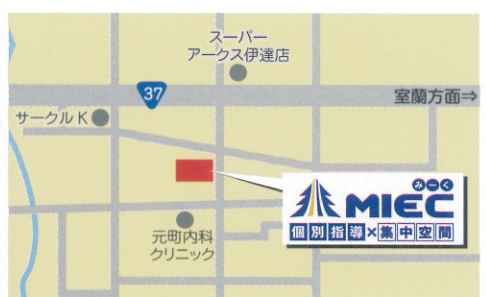 スーパー
アークス伊達店
37
室蘭方面⇒
サークルK
みーく
MIEC
個別指導×集中空間
元町内科
クリニック